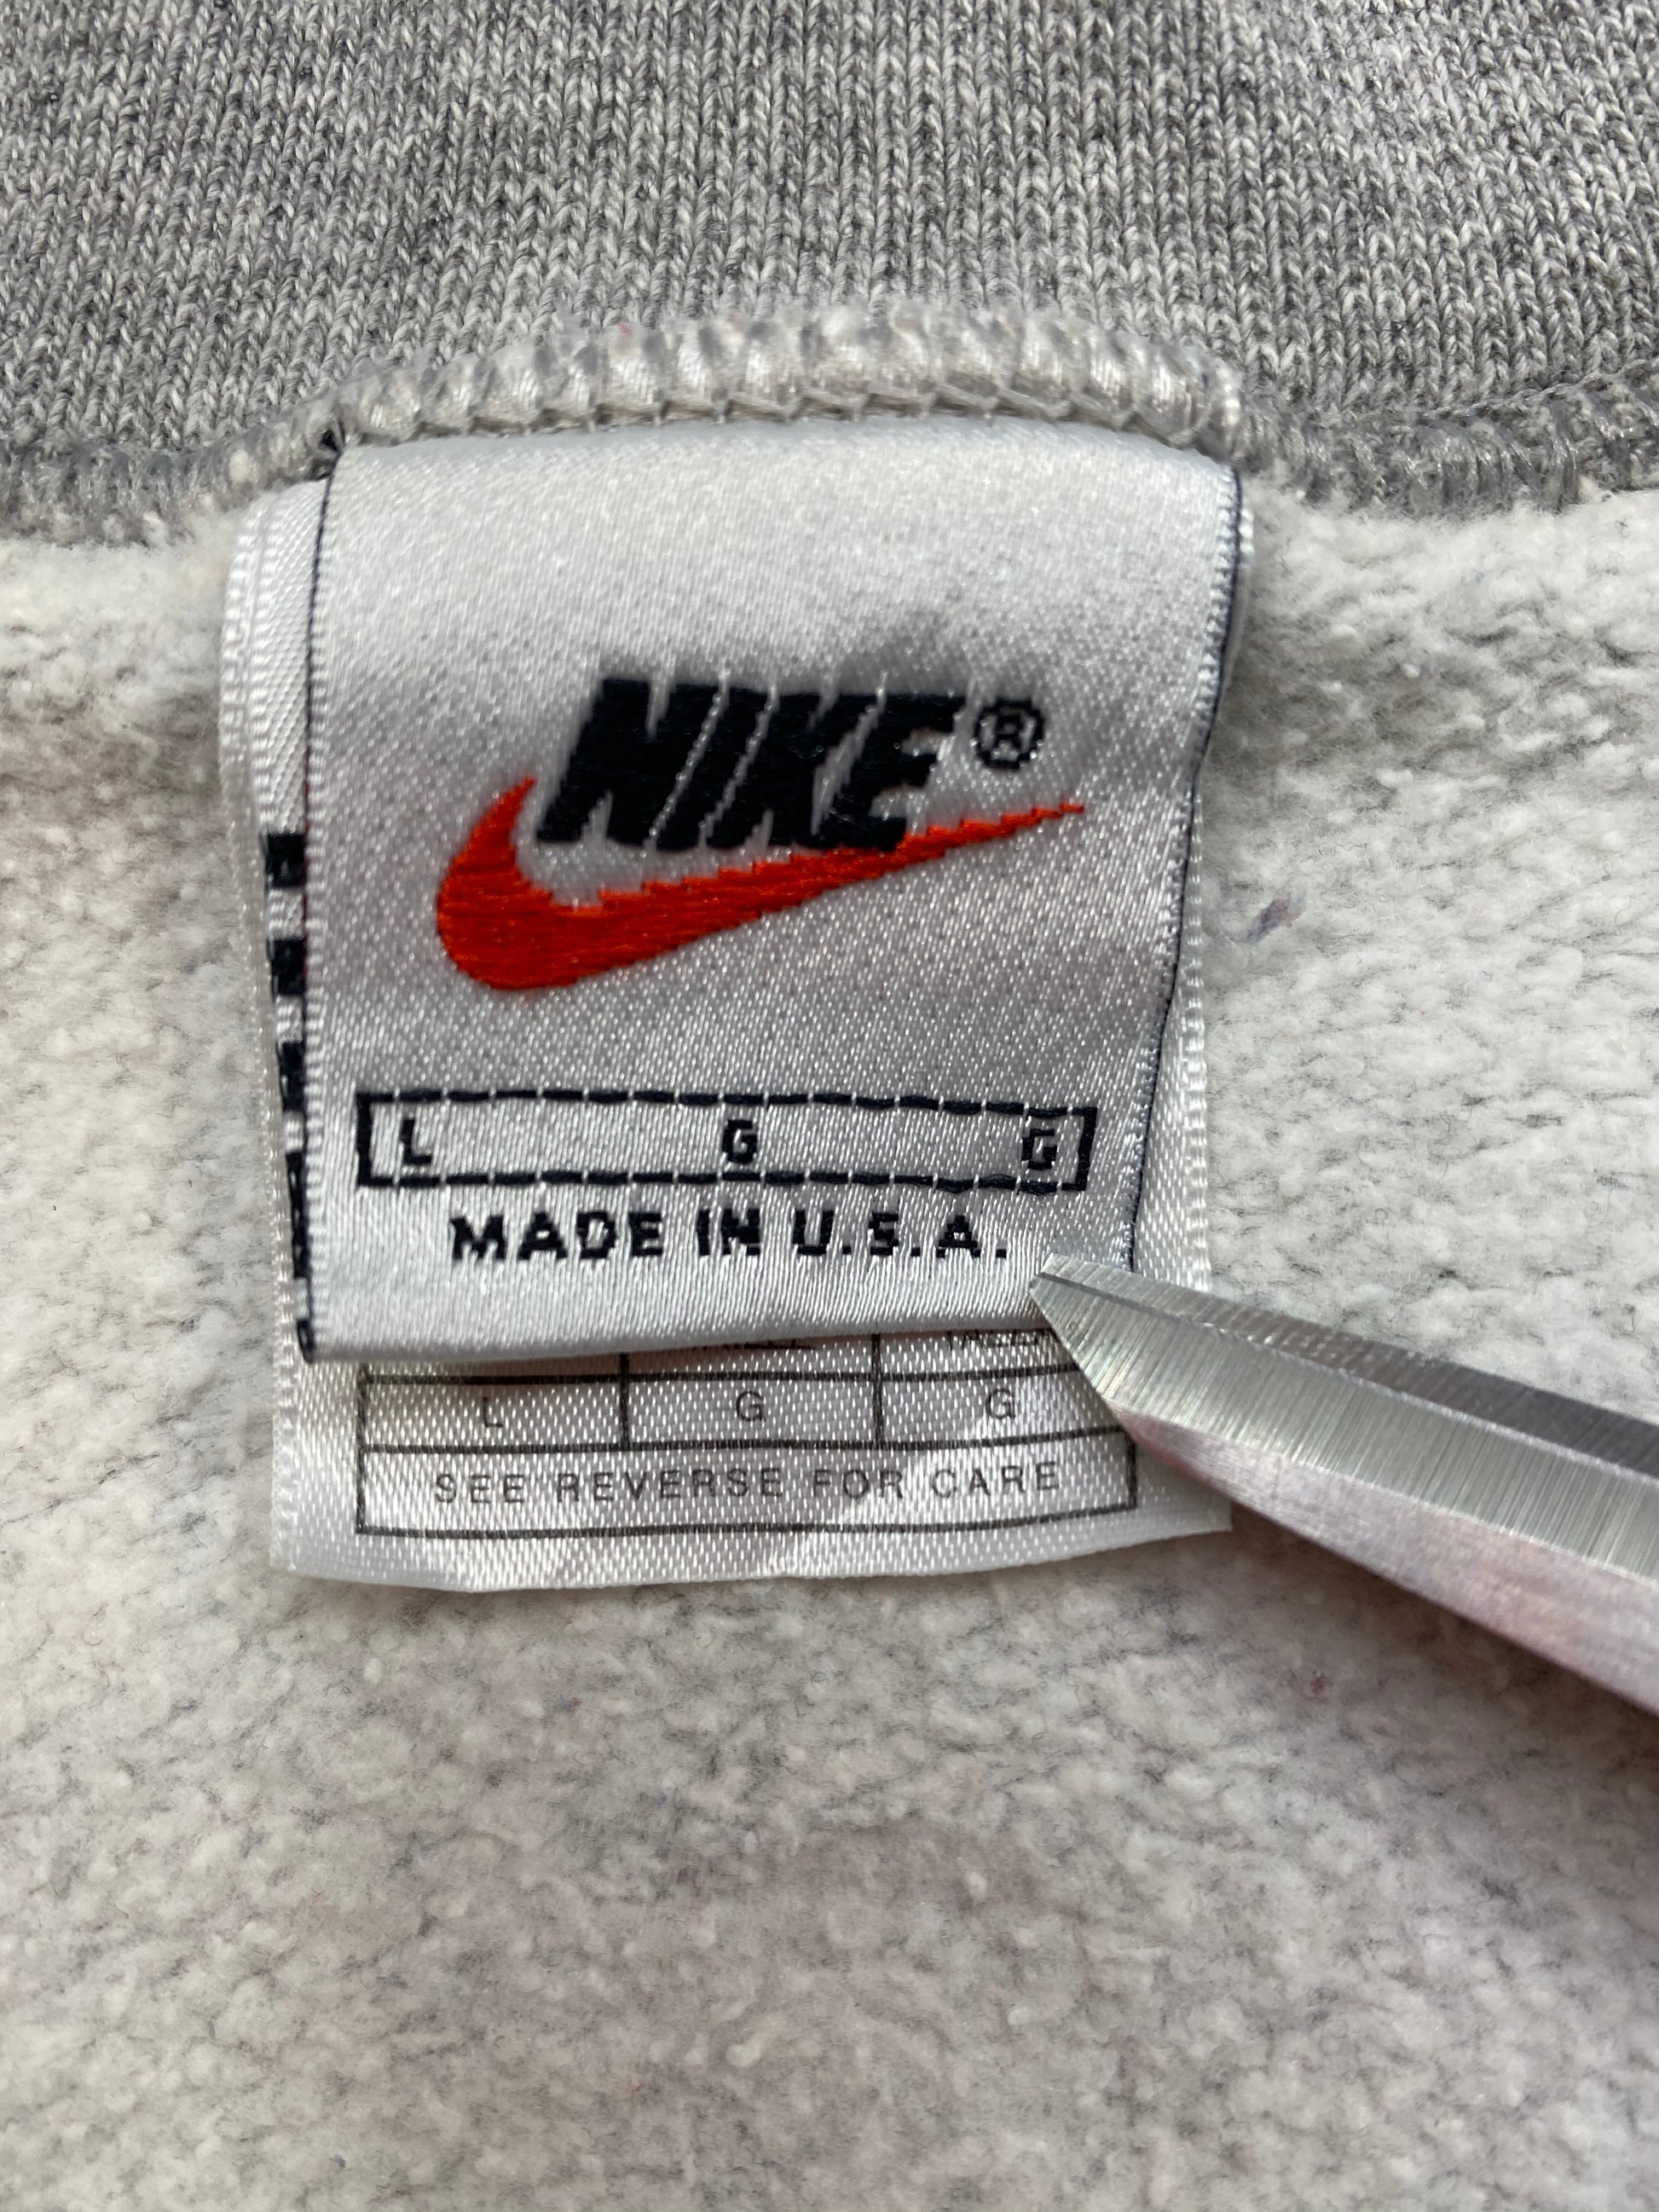 NIKE®
L G G
MADE IN U.S.A.
L G G
SEE REVERSE FOR CARE